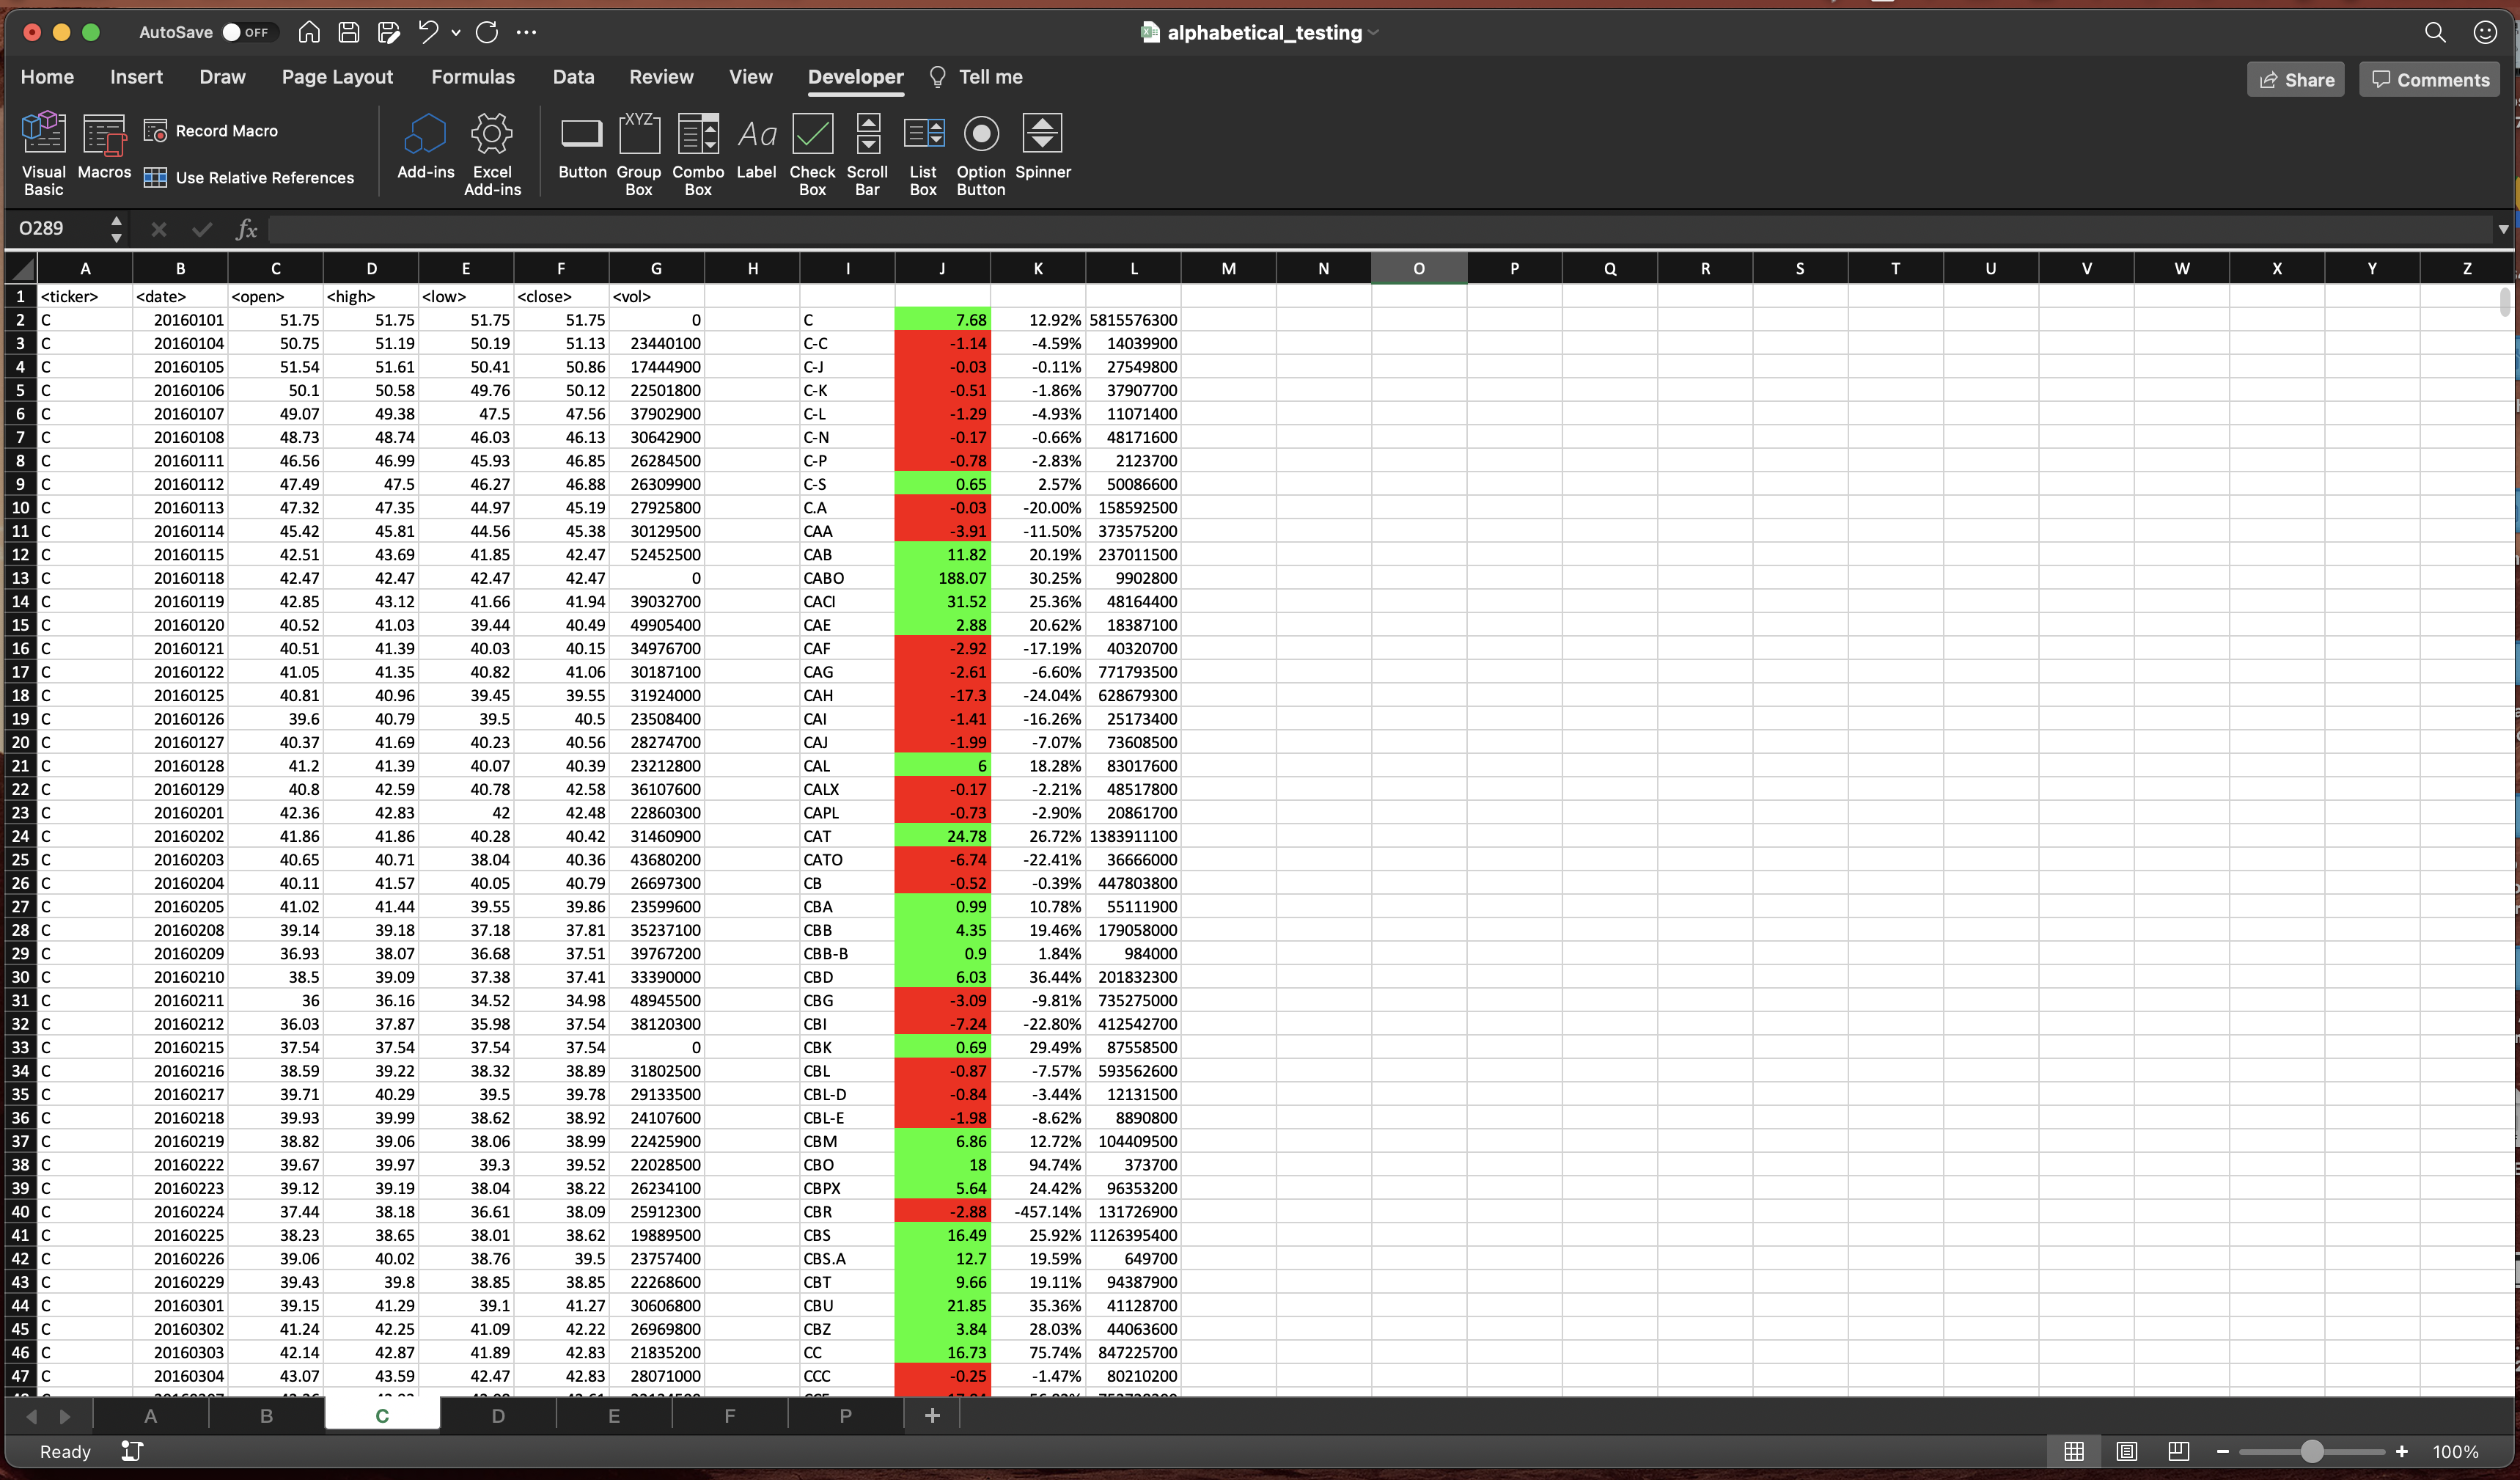 AutoSave OFF alphabetical_testing
Home Insert Draw Page Layout Formulas Data Review View Developer Tell me Share Comments
Visual Basic Macros Record Macro Use Relative References Add-ins Excel Add-ins Button XYZ Group Box Combo Box Aa Label Check Box Scroll Bar List Box Option Button Spinner
O289 fx
A B C D E F G H I J K L M N O P Q R S T U V W X Y Z
1 <ticker> <date> <open> <high> <low> <close> <vol>
2 C 20160101 51.75 51.75 51.75 51.75 0 C 7.68 12.92% 5815576300
3 C 20160104 50.75 51.19 50.19 51.13 23440100 C-C -1.14 -4.59% 14039900
4 C 20160105 51.54 51.61 50.41 50.86 17444900 C-J -0.03 -0.11% 27549800
5 C 20160106 50.1 50.58 49.76 50.12 22501800 C-K -0.51 -1.86% 37907700
6 C 20160107 49.07 49.38 47.5 47.56 37902900 C-L -1.29 -4.93% 11071400
7 C 20160108 48.73 48.74 46.03 46.13 30642900 C-N -0.17 -0.66% 48171600
8 C 20160111 46.56 46.99 45.93 46.85 26284500 C-P -0.78 -2.83% 2123700
9 C 20160112 47.49 47.5 46.27 46.88 26309900 C-S 0.65 2.57% 50086600
10 C 20160113 47.32 47.35 44.97 45.19 27925800 C.A -0.03 -20.00% 158592500
11 C 20160114 45.42 45.81 44.56 45.38 30129500 CAA -3.91 -11.50% 373575200
12 C 20160115 42.51 43.69 41.85 42.47 52452500 CAB 11.82 20.19% 237011500
13 C 20160118 42.47 42.47 42.47 42.47 0 CABO 188.07 30.25% 9902800
14 C 20160119 42.85 43.12 41.66 41.94 39032700 CACI 31.52 25.36% 48164400
15 C 20160120 40.52 41.03 39.44 40.49 49905400 CAE 2.88 20.62% 18387100
16 C 20160121 40.51 41.39 40.03 40.15 34976700 CAF -2.92 -17.19% 40320700
17 C 20160122 41.05 41.35 40.82 41.06 30187100 CAG -2.61 -6.60% 771793500
18 C 20160125 40.81 40.96 39.45 39.55 31924000 CAH -17.3 -24.04% 628679300
19 C 20160126 39.6 40.79 39.5 40.5 23508400 CAI -1.41 -16.26% 25173400
20 C 20160127 40.37 41.69 40.23 40.56 28274700 CAJ -1.99 -7.07% 73608500
21 C 20160128 41.2 41.39 40.07 40.39 23212800 CAL 6 18.28% 83017600
22 C 20160129 40.8 42.59 40.78 42.58 36107600 CALX -0.17 -2.21% 48517800
23 C 20160201 42.36 42.83 42 42.48 22860300 CAPL -0.73 -2.90% 20861700
24 C 20160202 41.86 41.86 40.28 40.42 31460900 CAT 24.78 26.72% 1383911100
25 C 20160203 40.65 40.71 38.04 40.36 43680200 CATO -6.74 -22.41% 36666000
26 C 20160204 40.11 41.57 40.05 40.79 26697300 CB -0.52 -0.39% 447803800
27 C 20160205 41.02 41.44 39.55 39.86 23599600 CBA 0.99 10.78% 55111900
28 C 20160208 39.14 39.18 37.18 37.81 35237100 CBB 4.35 19.46% 179058000
29 C 20160209 36.93 38.07 36.68 37.51 39767200 CBB-B 0.9 1.84% 984000
30 C 20160210 38.5 39.09 37.38 37.41 33390000 CBD 6.03 36.44% 201832300
31 C 20160211 36 36.16 34.52 34.98 48945500 CBG -3.09 -9.81% 735275000
32 C 20160212 36.03 37.87 35.98 37.54 38120300 CBI -7.24 -22.80% 412542700
33 C 20160215 37.54 37.54 37.54 37.54 0 CBK 0.69 29.49% 87558500
34 C 20160216 38.59 39.22 38.32 38.89 31802500 CBL -0.87 -7.57% 593562600
35 C 20160217 39.71 40.29 39.5 39.78 29133500 CBL-D -0.84 -3.44% 12131500
36 C 20160218 39.93 39.99 38.62 38.92 24107600 CBL-E -1.98 -8.62% 8890800
37 C 20160219 38.82 39.06 38.06 38.99 22425900 CBM 6.86 12.72% 104409500
38 C 20160222 39.67 39.97 39.3 39.52 22028500 CBO 18 94.74% 373700
39 C 20160223 39.12 39.19 38.04 38.22 26234100 CBPX 5.64 24.42% 96353200
40 C 20160224 37.44 38.18 36.61 38.09 25912300 CBR -2.88 -457.14% 131726900
41 C 20160225 38.23 38.65 38.01 38.62 19889500 CBS 16.49 25.92% 1126395400
42 C 20160226 39.06 40.02 38.76 39.5 23757400 CBS.A 12.7 19.59% 649700
43 C 20160229 39.43 39.8 38.85 38.85 22268600 CBT 9.66 19.11% 94387900
44 C 20160301 39.15 41.29 39.1 41.27 30606800 CBU 21.85 35.36% 41128700
45 C 20160302 41.24 42.25 41.09 42.22 26969800 CBZ 3.84 28.03% 44063600
46 C 20160303 42.14 42.87 41.89 42.83 21835200 CC 16.73 75.74% 847225700
47 C 20160304 43.07 43.59 42.47 42.83 28071000 CCC -0.25 -1.47% 80210200
A B C D E F P +
Ready 100%